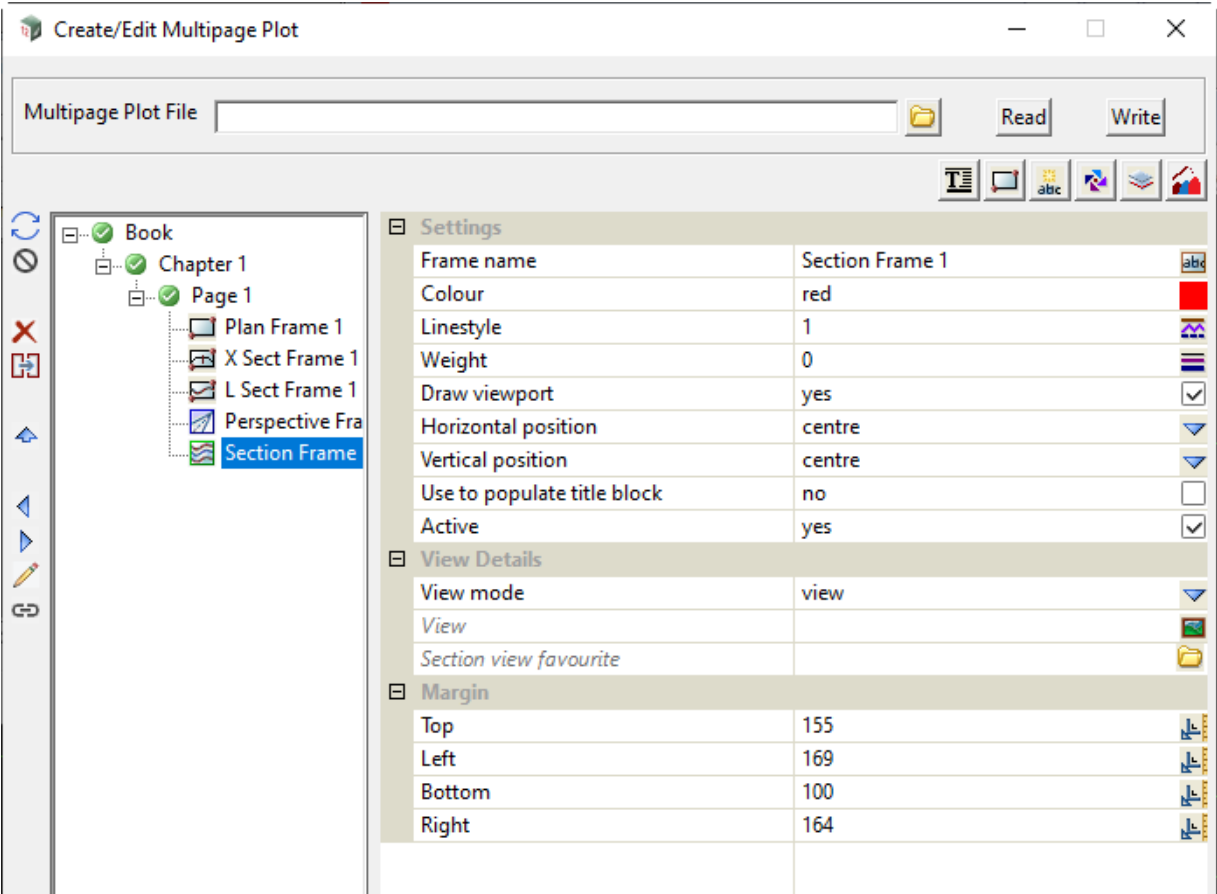 Create/Edit Multipage Plot
Multipage Plot File Read Write
Book
Chapter 1
Page 1
Plan Frame 1
X Sect Frame 1
L Sect Frame 1
Perspective Fra
Section Frame
Settings
Frame name Section Frame 1
Colour red
Linestyle 1
Weight 0
Draw viewport yes
Horizontal position centre
Vertical position centre
Use to populate title block no
Active yes
View Details
View mode view
View
Section view favourite
Margin
Top 155
Left 169
Bottom 100
Right 164